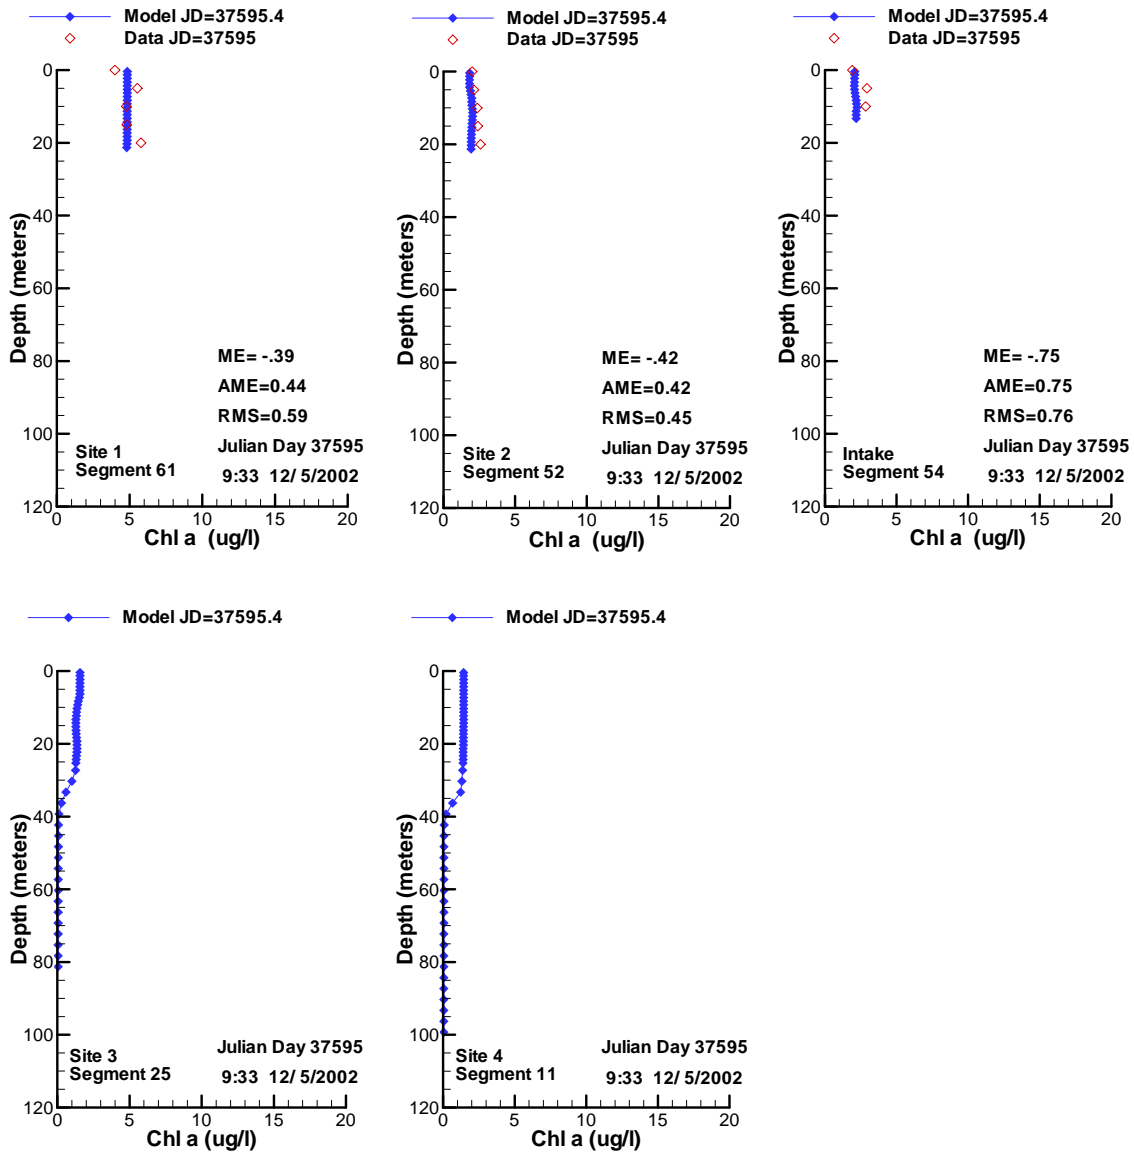 Model JD=37595.4
Data JD=37595
0
20
40
60
80
100
120
Depth (meters)
ME= -.39
AME=0.44
RMS=0.59
Site 1
Segment 61
Julian Day 37595
9:33 12/ 5/2002
0 5 10 15 20
Chl a (ug/l)
Model JD=37595.4
Data JD=37595
0
20
40
60
80
100
120
Depth (meters)
ME= -.42
AME=0.42
RMS=0.45
Site 2
Segment 52
Julian Day 37595
9:33 12/ 5/2002
0 5 10 15 20
Chl a (ug/l)
Model JD=37595.4
Data JD=37595
0
20
40
60
80
100
120
Depth (meters)
ME= -.75
AME=0.75
RMS=0.76
Intake
Segment 54
Julian Day 37595
9:33 12/ 5/2002
0 5 10 15 20
Chl a (ug/l)
Model JD=37595.4
0
20
40
60
80
100
120
Depth (meters)
Site 3
Segment 25
Julian Day 37595
9:33 12/ 5/2002
0 5 10 15 20
Chl a (ug/l)
Model JD=37595.4
0
20
40
60
80
100
120
Depth (meters)
Site 4
Segment 11
Julian Day 37595
9:33 12/ 5/2002
0 5 10 15 20
Chl a (ug/l)